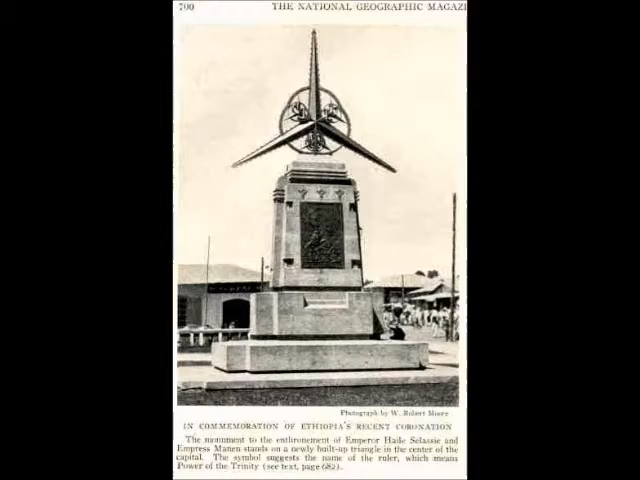 700 THE NATIONAL GEOGRAPHIC MAGAZI
Photograph by W. Robert Moore
IN COMMEMORATION OF ETHIOPIA'S RECENT CORONATION
The monument to the enthronement of Emperor Haile Selassie and
Empress Manen stands on a newly built-up triangle in the center of the
capital. The symbol suggests the name of the ruler, which means
Power of the Trinity (see text, page 682).